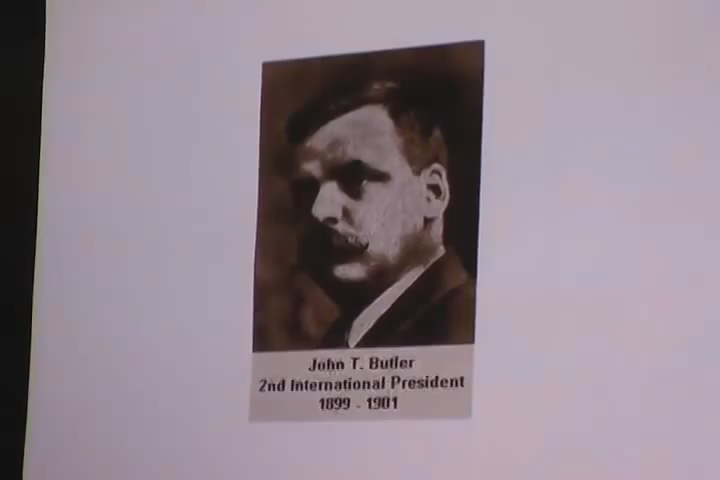 John T. Butler
2nd International President
1899 - 1901